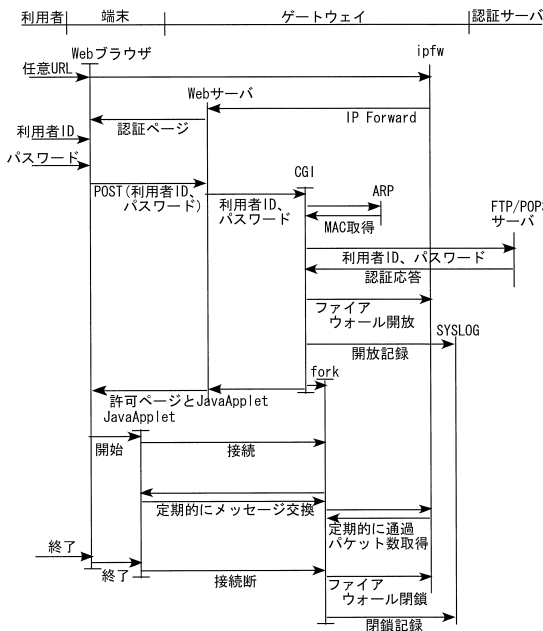 利用者
端末
ゲートウェイ
認証サーバ
Webブラウザ
ipfw
任意URL
Webサーバ
IP Forward
認証ページ
利用者ID
パスワード
CGI
POST(利用者ID、
パスワード)
利用者ID、
パスワード
ARP
MAC取得
FTP/POP3
サーバ
利用者ID、パスワード
認証応答
ファイア
ウォール開放
SYSLOG
開放記録
fork
許可ページとJavaApplet
JavaApplet
開始
接続
定期的にメッセージ交換
定期的に通過
パケット数取得
終了
終了
接続断
ファイア
ウォール閉鎖
閉鎖記録